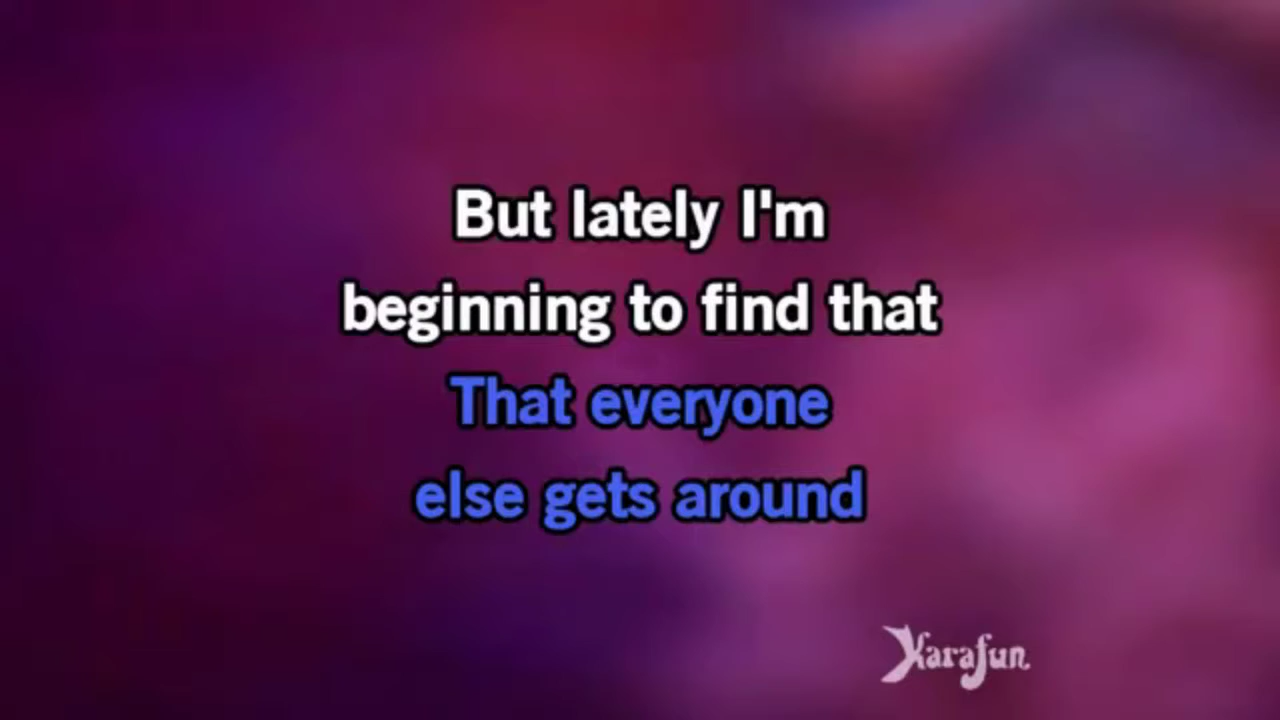 But lately I'm
beginning to find that
That everyone
else gets around
Karafun